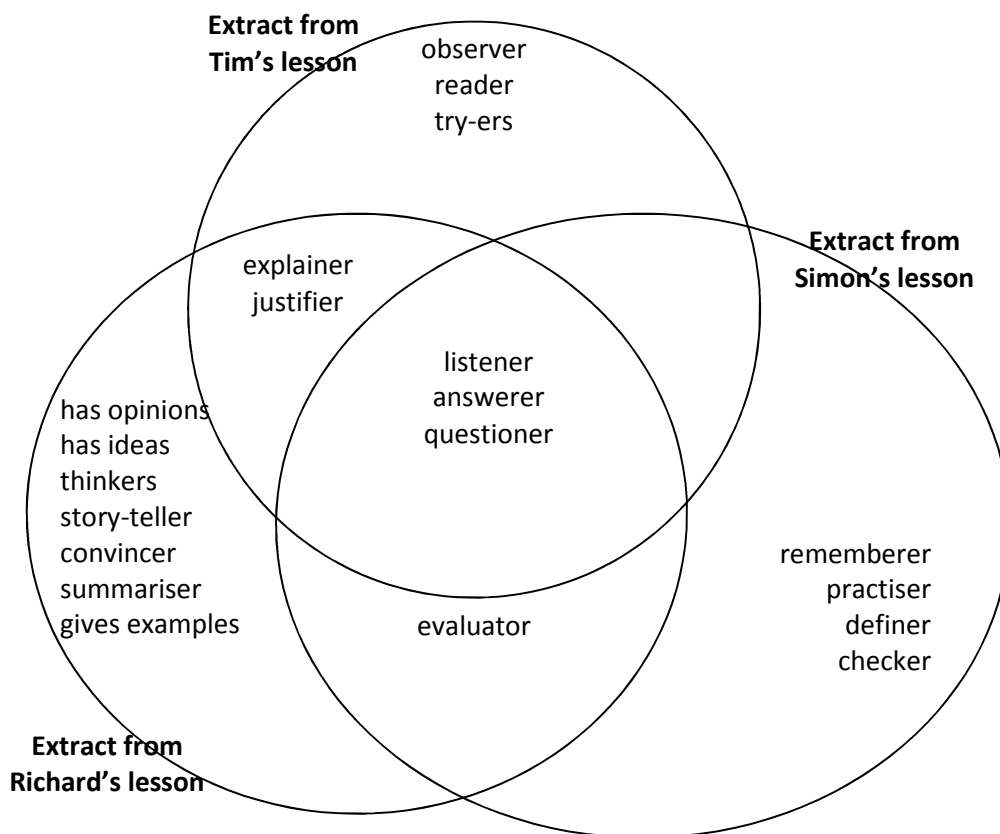 Extract from
Tim’s lesson
observer
reader
try-ers
Extract from
Simon’s lesson
explainer
justifier
listener
answerer
questioner
has opinions
has ideas
thinkers
story-teller
convincer
summariser
gives examples
rememberer
practiser
definer
checker
evaluator
Extract from
Richard’s lesson